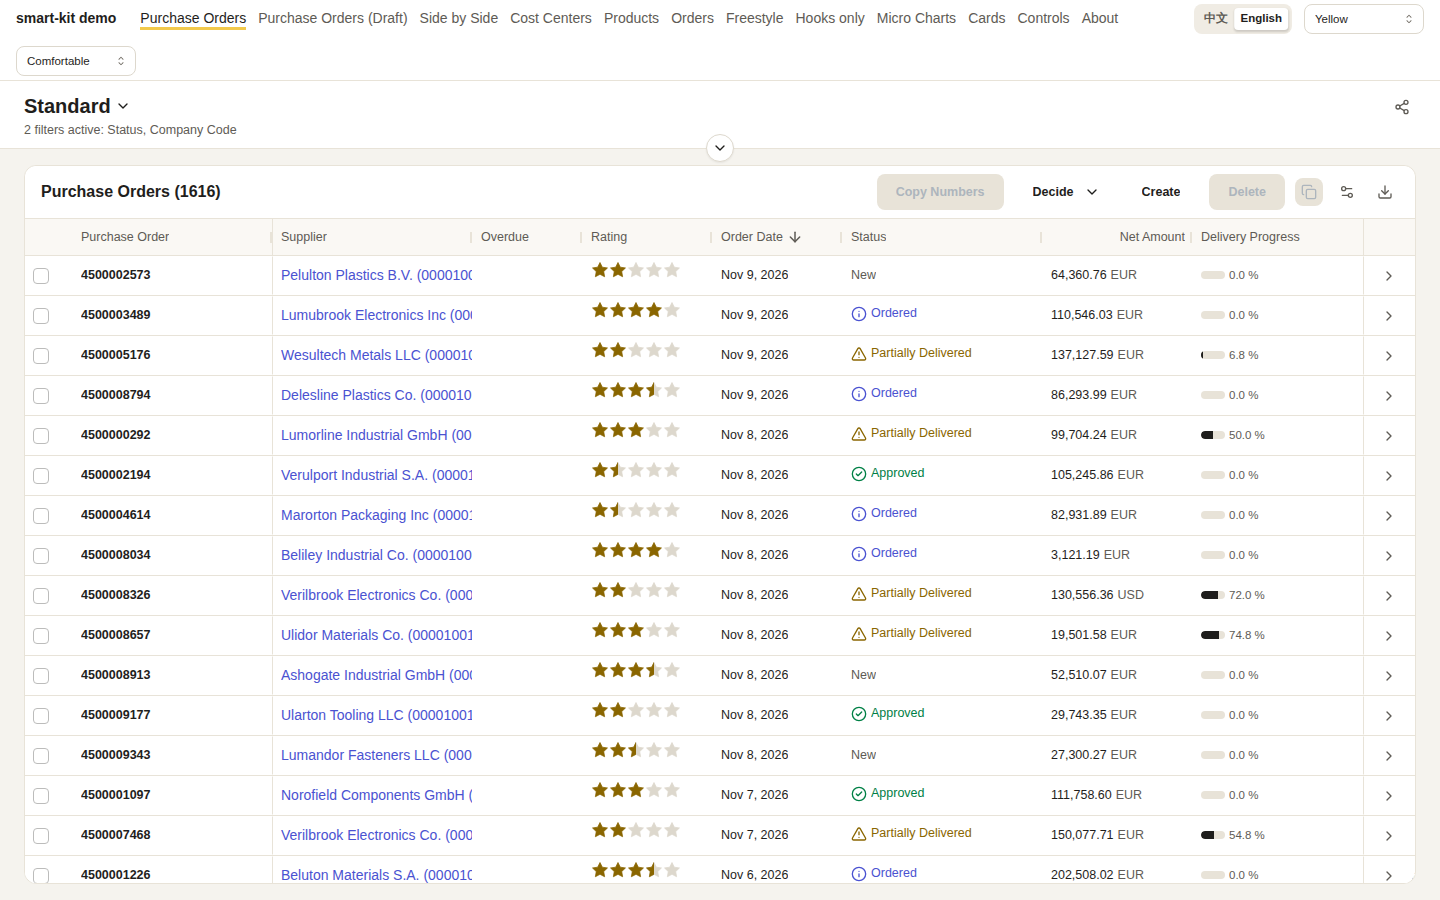 smart-kit demo Purchase Orders Purchase Orders (Draft) Side by Side Cost Centers Products Orders Freestyle Hooks only Micro Charts Cards Controls About 中文 English Yellow
Comfortable
Standard
2 filters active: Status, Company Code
Purchase Orders (1616) Copy Numbers Decide Create Delete
Purchase Order Supplier Overdue Rating Order Date Status Net Amount Delivery Progress
4500002573 Pelulton Plastics B.V. (0000100 Nov 9, 2026 New 64,360.76 EUR 0.0 %
4500003489 Lumubrook Electronics Inc (000 Nov 9, 2026 Ordered 110,546.03 EUR 0.0 %
4500005176 Wesultech Metals LLC (000010 Nov 9, 2026 Partially Delivered 137,127.59 EUR 6.8 %
4500008794 Delesline Plastics Co. (000010 Nov 9, 2026 Ordered 86,293.99 EUR 0.0 %
4500000292 Lumorline Industrial GmbH (00 Nov 8, 2026 Partially Delivered 99,704.24 EUR 50.0 %
4500002194 Verulport Industrial S.A. (00001 Nov 8, 2026 Approved 105,245.86 EUR 0.0 %
4500004614 Marorton Packaging Inc (00001 Nov 8, 2026 Ordered 82,931.89 EUR 0.0 %
4500008034 Beliley Industrial Co. (0000100 Nov 8, 2026 Ordered 3,121.19 EUR 0.0 %
4500008326 Verilbrook Electronics Co. (000 Nov 8, 2026 Partially Delivered 130,556.36 USD 72.0 %
4500008657 Ulidor Materials Co. (00001001 Nov 8, 2026 Partially Delivered 19,501.58 EUR 74.8 %
4500008913 Ashogate Industrial GmbH (000 Nov 8, 2026 New 52,510.07 EUR 0.0 %
4500009177 Ularton Tooling LLC (00001001 Nov 8, 2026 Approved 29,743.35 EUR 0.0 %
4500009343 Lumandor Fasteners LLC (000 Nov 8, 2026 New 27,300.27 EUR 0.0 %
4500001097 Norofield Components GmbH ( Nov 7, 2026 Approved 111,758.60 EUR 0.0 %
4500007468 Verilbrook Electronics Co. (000 Nov 7, 2026 Partially Delivered 150,077.71 EUR 54.8 %
4500001226 Beluton Materials S.A. (000010 Nov 6, 2026 Ordered 202,508.02 EUR 0.0 %